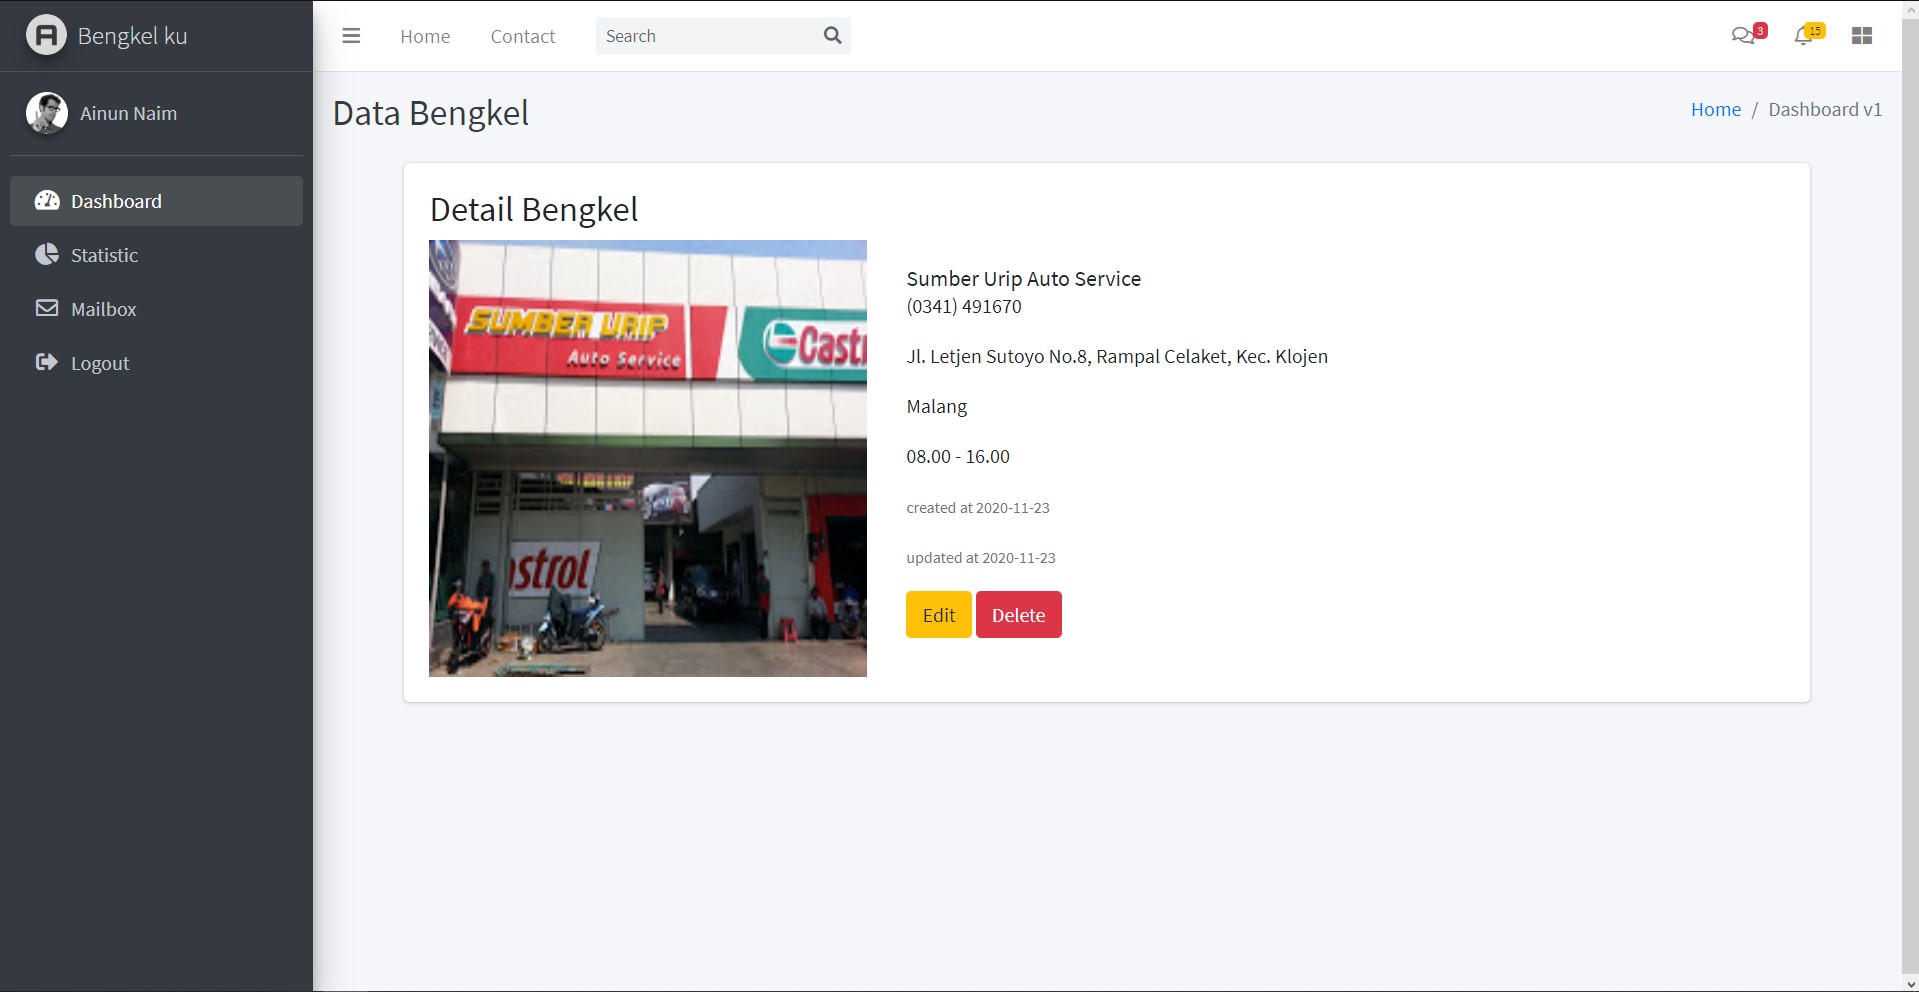 Bengkel ku
Home
Contact
Search
3
15
Ainun Naim
Data Bengkel
Home / Dashboard v1
Dashboard
Statistic
Mailbox
Logout
Detail Bengkel
SUMBER URIP
Auto Service
Castr
strol
Sumber Urip Auto Service
(0341) 491670
Jl. Letjen Sutoyo No.8, Rampal Celaket, Kec. Klojen
Malang
08.00 - 16.00
created at 2020-11-23
updated at 2020-11-23
Edit
Delete